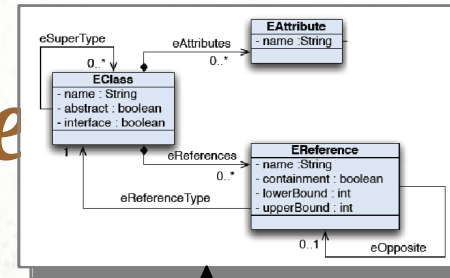 eSuperType
0..*
eAttributes
0..*
EAttribute
- name :String
EClass
- name : String
- abstract : boolean
- interface : boolean
1
eReferences
0..*
eReferenceType
EReference
- name :String
- containment : boolean
- lowerBound : int
- upperBound : int
0..1
eOpposite
e